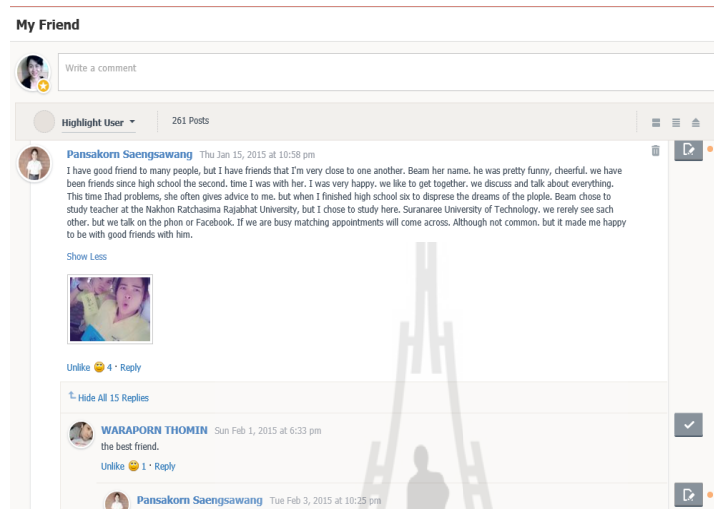 My Friend
Write a comment
Highlight User
261 Posts
Pansakorn Saengsawang Thu Jan 15, 2015 at 10:58 pm
I have good friend to many people, but I have friends that I'm very close to one another. Beam her name. he was pretty funny, cheerful. we have
been friends since high school the second. time I was with her. I was very happy. we like to get together. we discuss and talk about everything.
This time Ihad problems, she often gives advice to me. but when I finished high school six to disprese the dreams of the plople. Beam chose to
study teacher at the Nakhon Ratchasima Rajabhat University, but I chose to study here. Suranaree University of Technology. we rerely see sach
other. but we talk on the phon or Facebook. If we are busy matching appointments will come across. Although not common. but it made me happy
to be with good friends with him.
Show Less
Unlike 4 · Reply
Hide All 15 Replies
WARAPORN THOMIN Sun Feb 1, 2015 at 6:33 pm
the best friend.
Unlike 1 · Reply
Pansakorn Saengsawang Tue Feb 3, 2015 at 10:25 pm